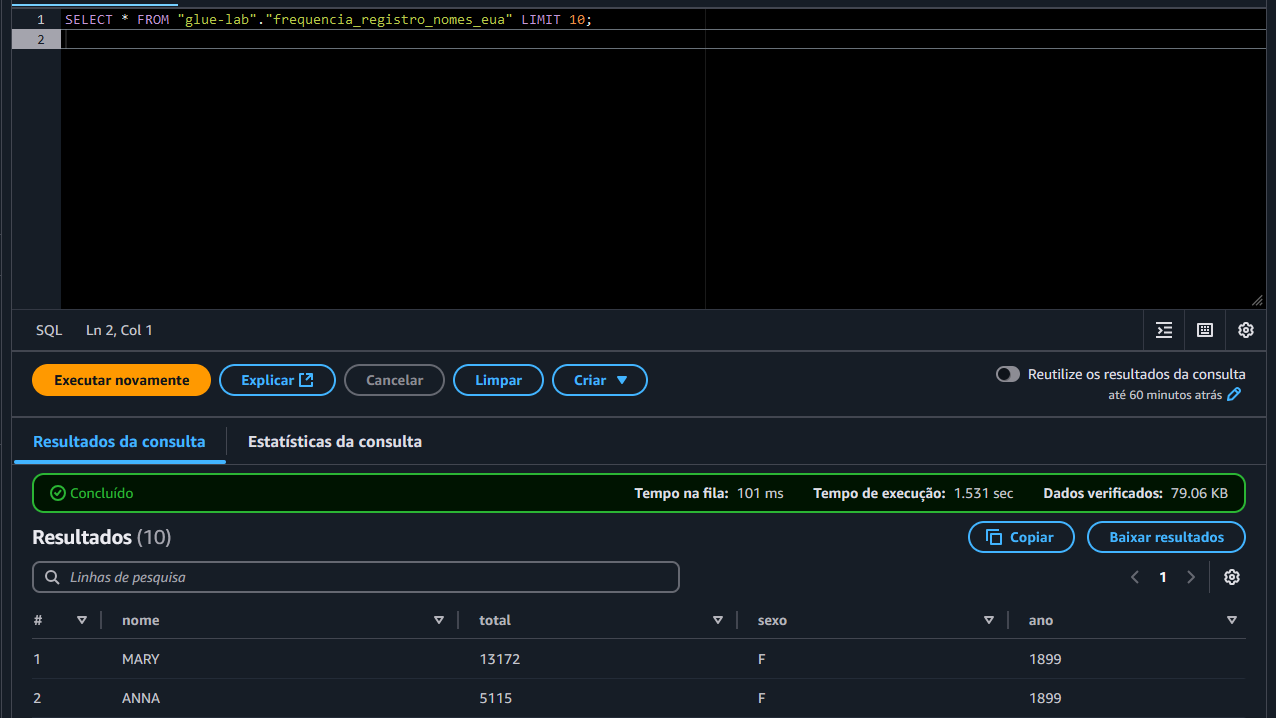 1 SELECT * FROM "glue-lab"."frequencia_registro_nomes_eua" LIMIT 10;
2
SQL Ln 2, Col 1
Executar novamente Explicar Cancelar Limpar Criar Reutilize os resultados da consulta
até 60 minutos atrás
Resultados da consulta Estatísticas da consulta
Concluído Tempo na fila: 101 ms Tempo de execução: 1.531 sec Dados verificados: 79.06 KB
Resultados (10) Copiar Baixar resultados
Linhas de pesquisa 1
# nome total sexo ano
1 MARY 13172 F 1899
2 ANNA 5115 F 1899